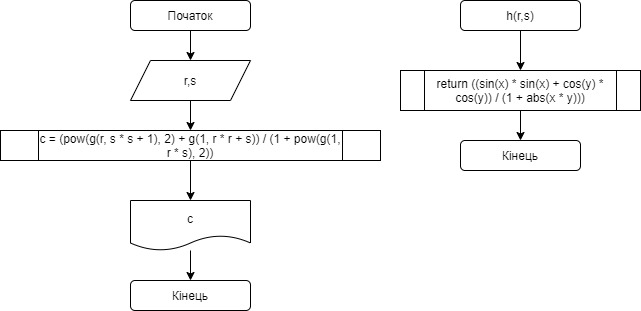 Початок
r,s
c = (pow(g(r, s * s + 1), 2) + g(1, r * r + s)) / (1 + pow(g(1,
r * s), 2))
c
Кінець
h(r,s)
return ((sin(x) * sin(x) + cos(y) *
cos(y)) / (1 + abs(x * y)))
Кінець